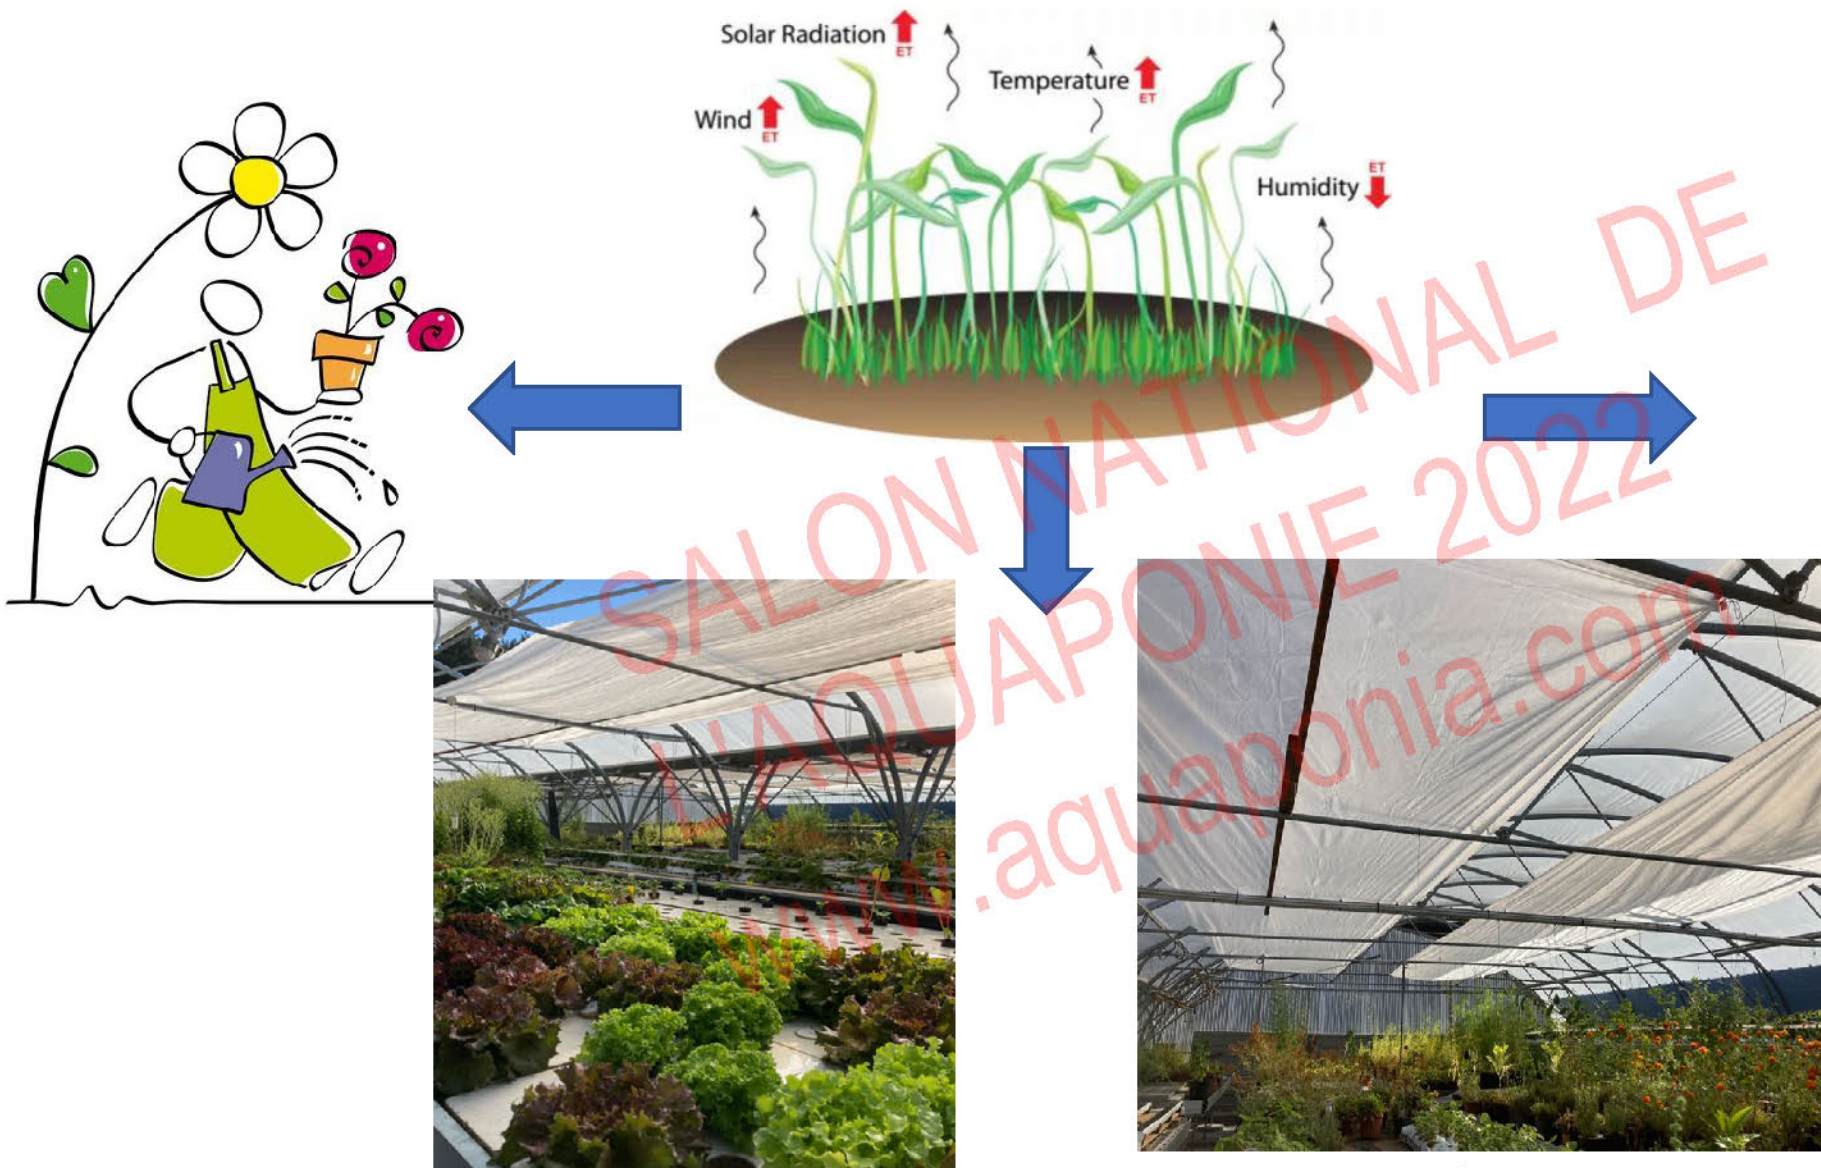 Solar Radiation
ET
Temperature
ET
Wind
ET
ET
Humidity
SALON NATIONAL DE
L'AQUAPONIE 2022
www.aquaponia.com